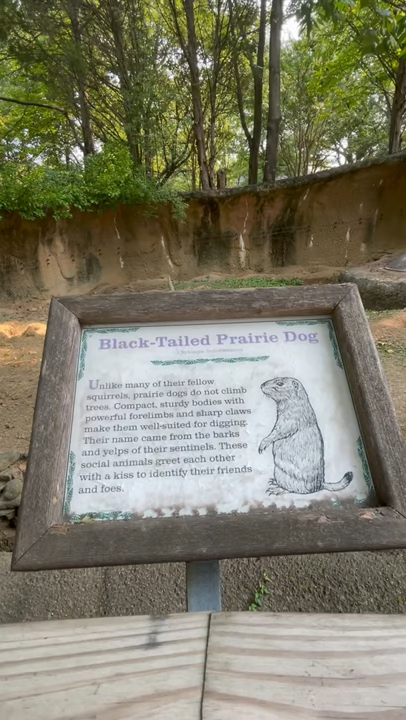 Black-Tailed Prairie Dog
Unlike many of their fellow
squirrels, prairie dogs do not climb
trees. Compact, sturdy bodies with
powerful forelimbs and sharp claws
make them well-suited for digging.
Their name came from the barks
and yelps of their sentinels. These
social animals greet each other
with a kiss to identify their friends
and foes.